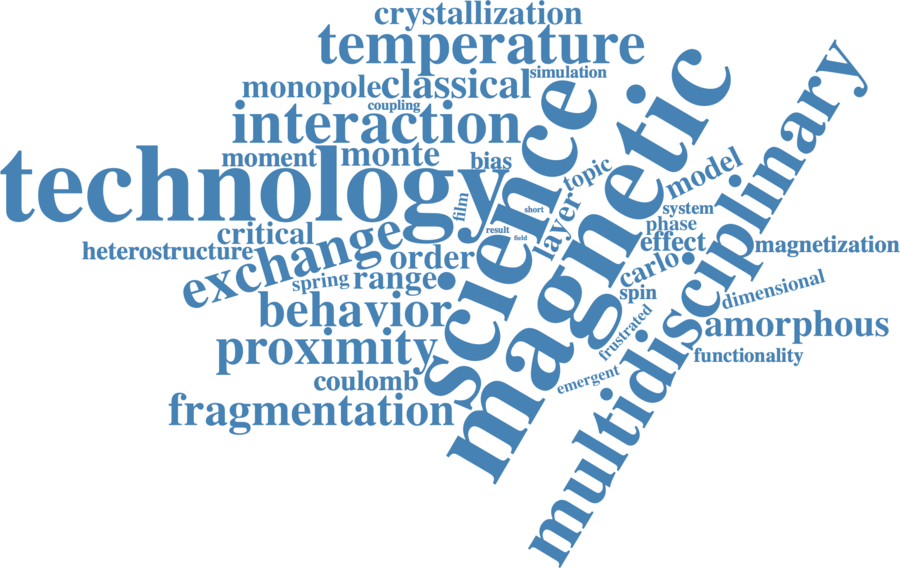 crystallization
temperature
simulation
monopole
classical
coupling
interaction
science
magnetic
multidisciplinary
moment
monte
bias
technology
topic
model
film
short
layer
system
result
field
phase
critical
exchange
heterostructure
order
effect
magnetization
carlo
spring
range
spin
dimensional
behavior
frustrated
amorphous
proximity
functionality
coulomb
emergent
fragmentation